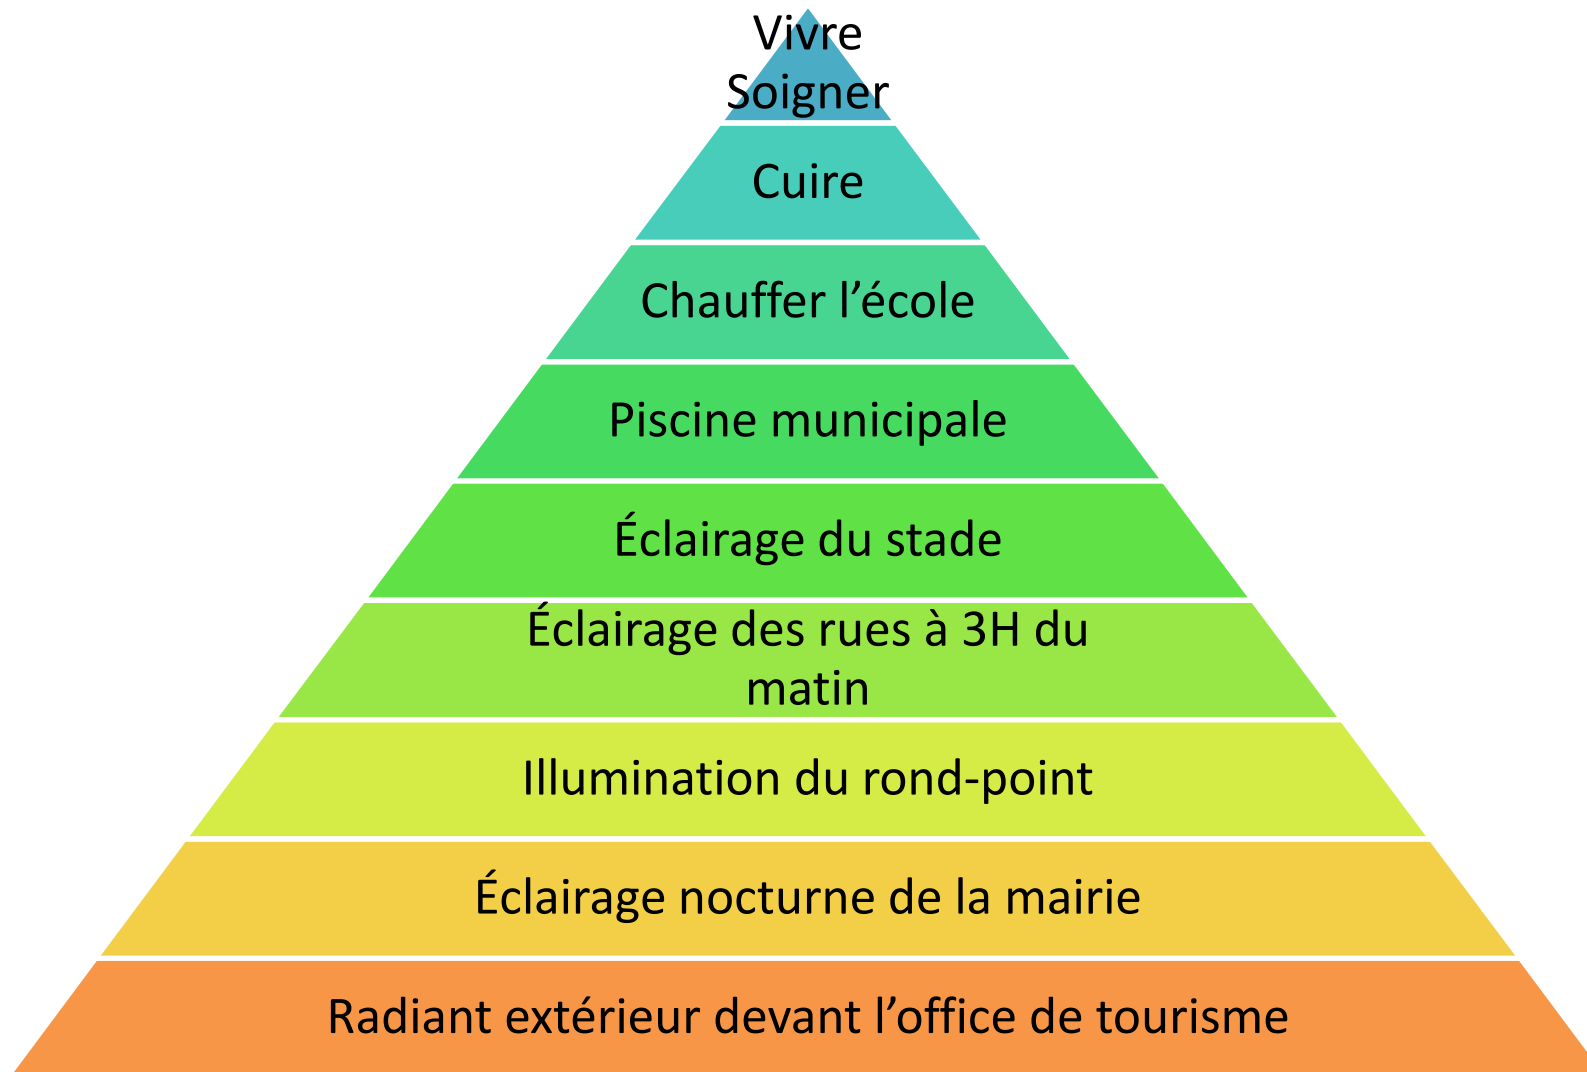 Vivre
Soigner
Cuire
Chauffer l’école
Piscine municipale
Éclairage du stade
Éclairage des rues à 3H du
matin
Illumination du rond-point
Éclairage nocturne de la mairie
Radiant extérieur devant l’office de tourisme